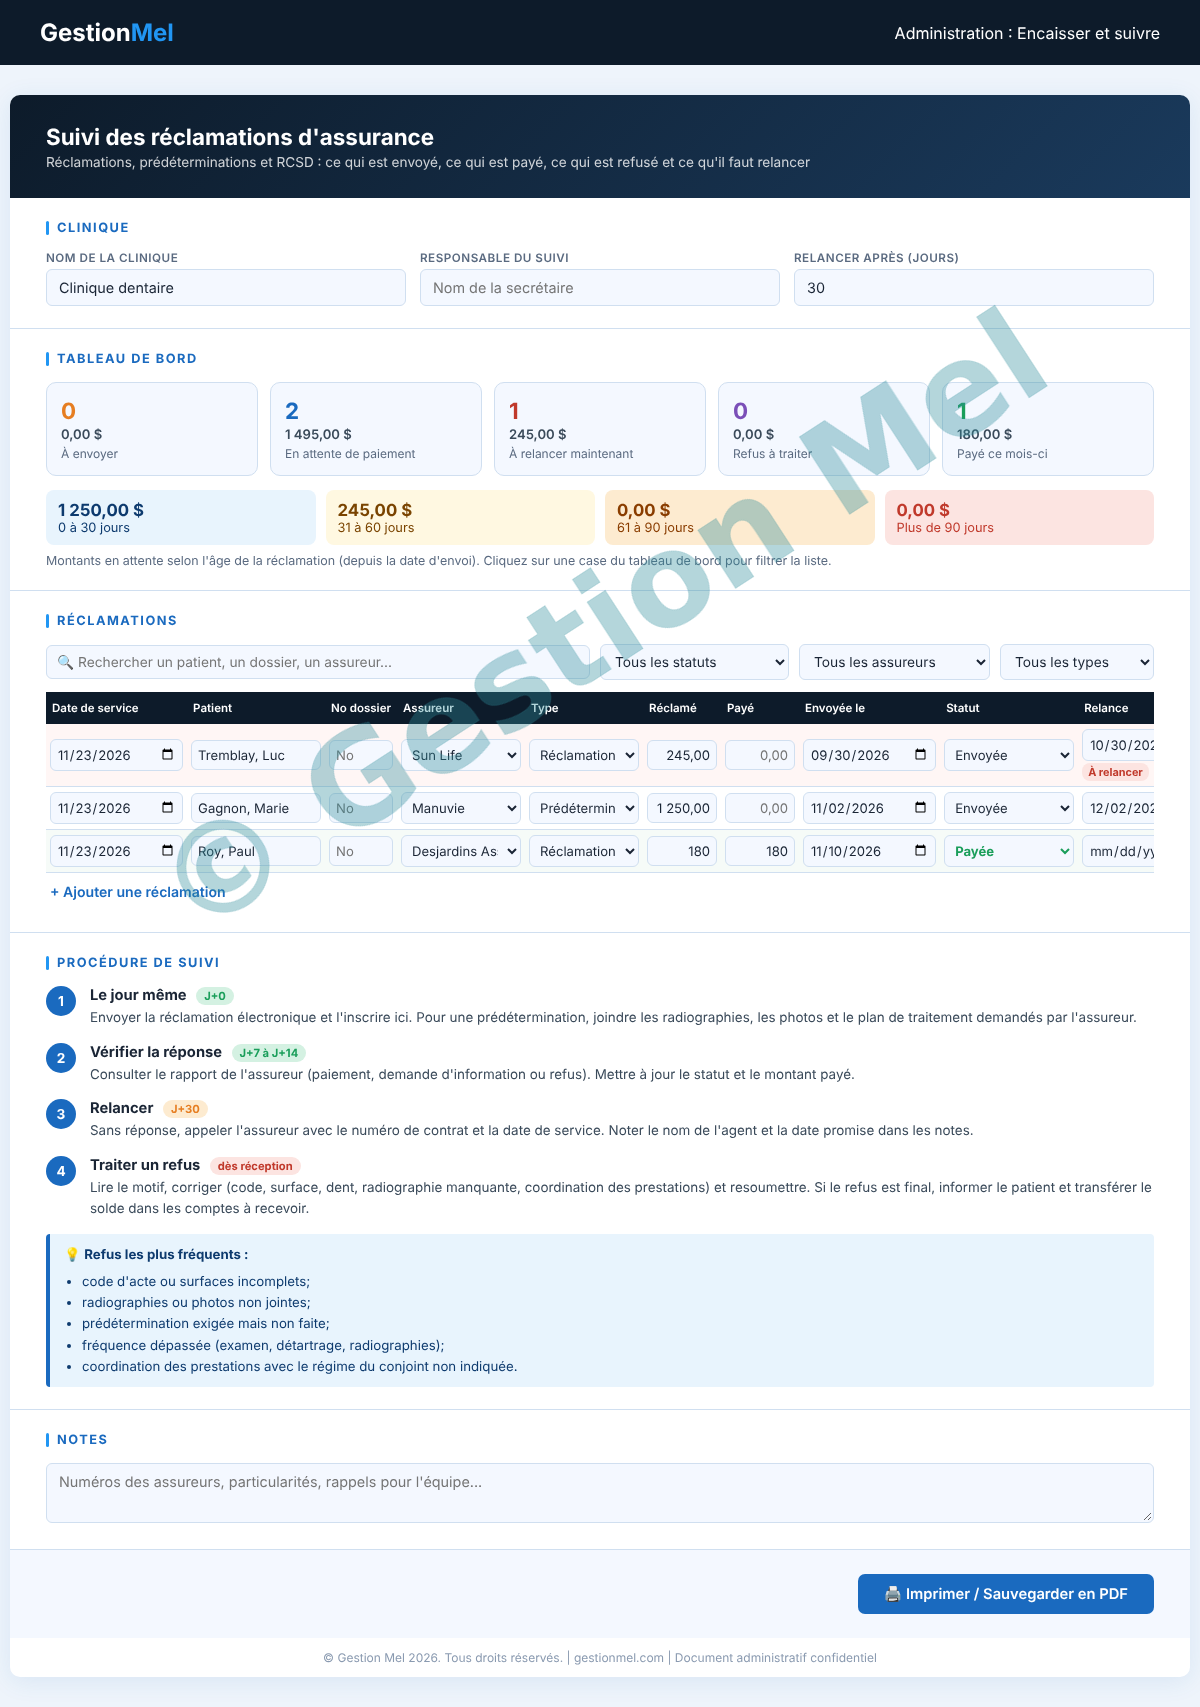 GestionMel
Administration : Encaisser et suivre
Suivi des réclamations d'assurance
Réclamations, prédéterminations et RCSD : ce qui est envoyé, ce qui est payé, ce qui est refusé et ce qu'il faut relancer
CLINIQUE
NOM DE LA CLINIQUE RESPONSABLE DU SUIVI RELANCER APRÈS (JOURS)
Clinique dentaire Nom de la secrétaire 30
TABLEAU DE BORD
0 2 1 0 1
0,00 $ 1 495,00 $ 245,00 $ 0,00 $ 180,00 $
À envoyer En attente de paiement À relancer maintenant Refus à traiter Payé ce mois-ci
1 250,00 $ 245,00 $ 0,00 $ 0,00 $
0 à 30 jours 31 à 60 jours 61 à 90 jours Plus de 90 jours
Montants en attente selon l'âge de la réclamation (depuis la date d'envoi). Cliquez sur une case du tableau de bord pour filtrer la liste.
RÉCLAMATIONS
🔍 Rechercher un patient, un dossier, un assureur... Tous les statuts Tous les assureurs Tous les types
Date de service Patient No dossier Assureur Type Réclamé Payé Envoyée le Statut Relance
11/23/2026 Tremblay, Luc No Sun Life Réclamation 245,00 0,00 09/30/2026 Envoyée 10/30/202
À relancer
11/23/2026 Gagnon, Marie No Manuvie Prédétermin 1 250,00 0,00 11/02/2026 Envoyée 12/02/202
11/23/2026 Roy, Paul No Desjardins As Réclamation 180 180 11/10/2026 Payée mm/dd/yy
+ Ajouter une réclamation
© Gestion Mel
PROCÉDURE DE SUIVI
1 Le jour même J+0
Envoyer la réclamation électronique et l'inscrire ici. Pour une prédétermination, joindre les radiographies, les photos et le plan de traitement demandés par l'assureur.
2 Vérifier la réponse J+7 à J+14
Consulter le rapport de l'assureur (paiement, demande d'information ou refus). Mettre à jour le statut et le montant payé.
3 Relancer J+30
Sans réponse, appeler l'assureur avec le numéro de contrat et la date de service. Noter le nom de l'agent et la date promise dans les notes.
4 Traiter un refus dès réception
Lire le motif, corriger (code, surface, dent, radiographie manquante, coordination des prestations) et resoumettre. Si le refus est final, informer le patient et transférer le
solde dans les comptes à recevoir.
💡 Refus les plus fréquents :
• code d'acte ou surfaces incomplets;
• radiographies ou photos non jointes;
• prédétermination exigée mais non faite;
• fréquence dépassée (examen, détartrage, radiographies);
• coordination des prestations avec le régime du conjoint non indiquée.
NOTES
Numéros des assureurs, particularités, rappels pour l'équipe...
🖨️ Imprimer / Sauvegarder en PDF
© Gestion Mel 2026. Tous droits réservés. | gestionmel.com | Document administratif confidentiel